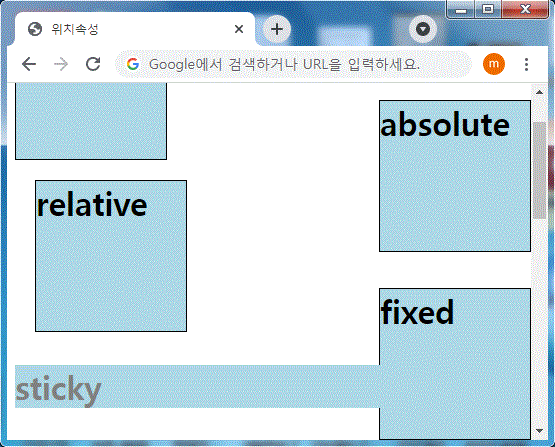 위치속성
Google에서 검색하거나 URL을 입력하세요.
m
absolute
relative
fixed
sticky